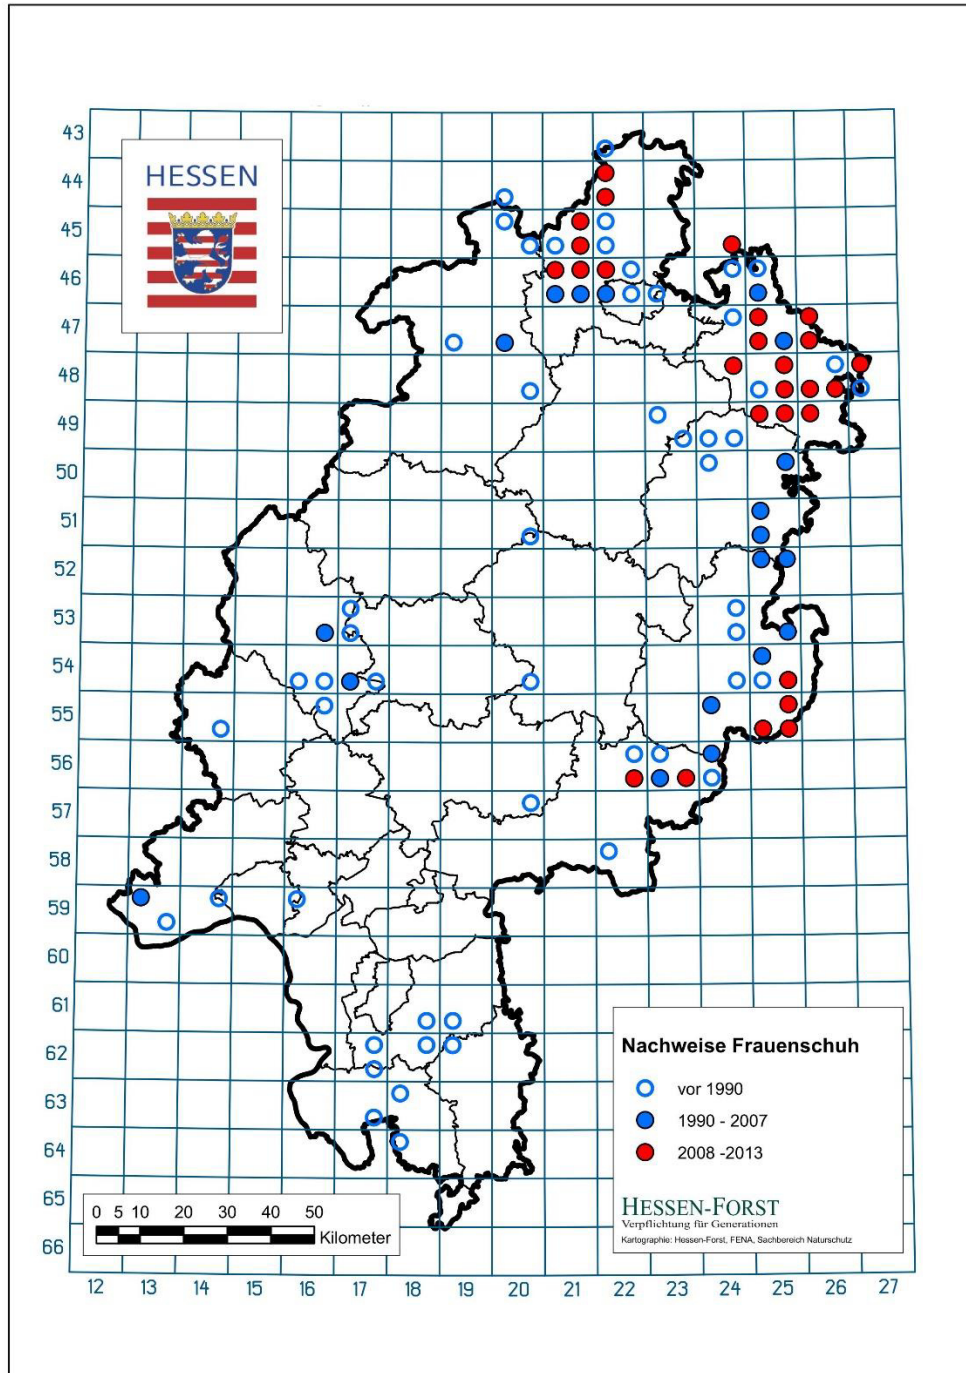 HESSEN
43
44
45
46
47
48
49
50
51
52
53
54
55
56
57
58
59
60
61
62
63
64
65
66
Nachweise Frauenschuh
vor 1990
1990 - 2007
2008 -2013
HESSEN-FORST
Verpflichtung für Generationen
Kartographie: Hessen-Forst, FENA, Sachbereich Naturschutz
0 5 10 20 30 40 50
Kilometer
12 13 14 15 16 17 18 19 20 21 22 23 24 25 26 27